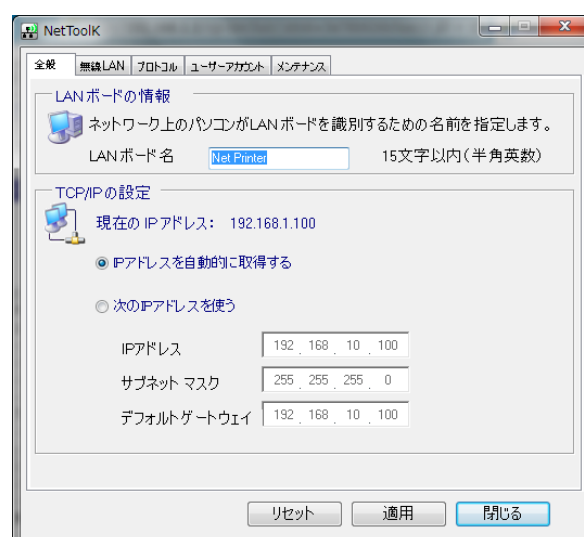 NetToolK
全般 無線LAN プロトコル ユーザーアカウント メンテナンス
LANボードの情報
ネットワーク上のパソコンがLANボードを識別するための名前を指定します。
LANボード名 Net Printer 15文字以内(半角英数)
TCP/IPの設定
現在のIPアドレス: 192.168.1.100
IPアドレスを自動的に取得する
次のIPアドレスを使う
IPアドレス 192 . 168 . 10 . 100
サブネット マスク 255 . 255 . 255 . 0
デフォルトゲートウェイ 192 . 168 . 10 . 100
リセット 適用 閉じる